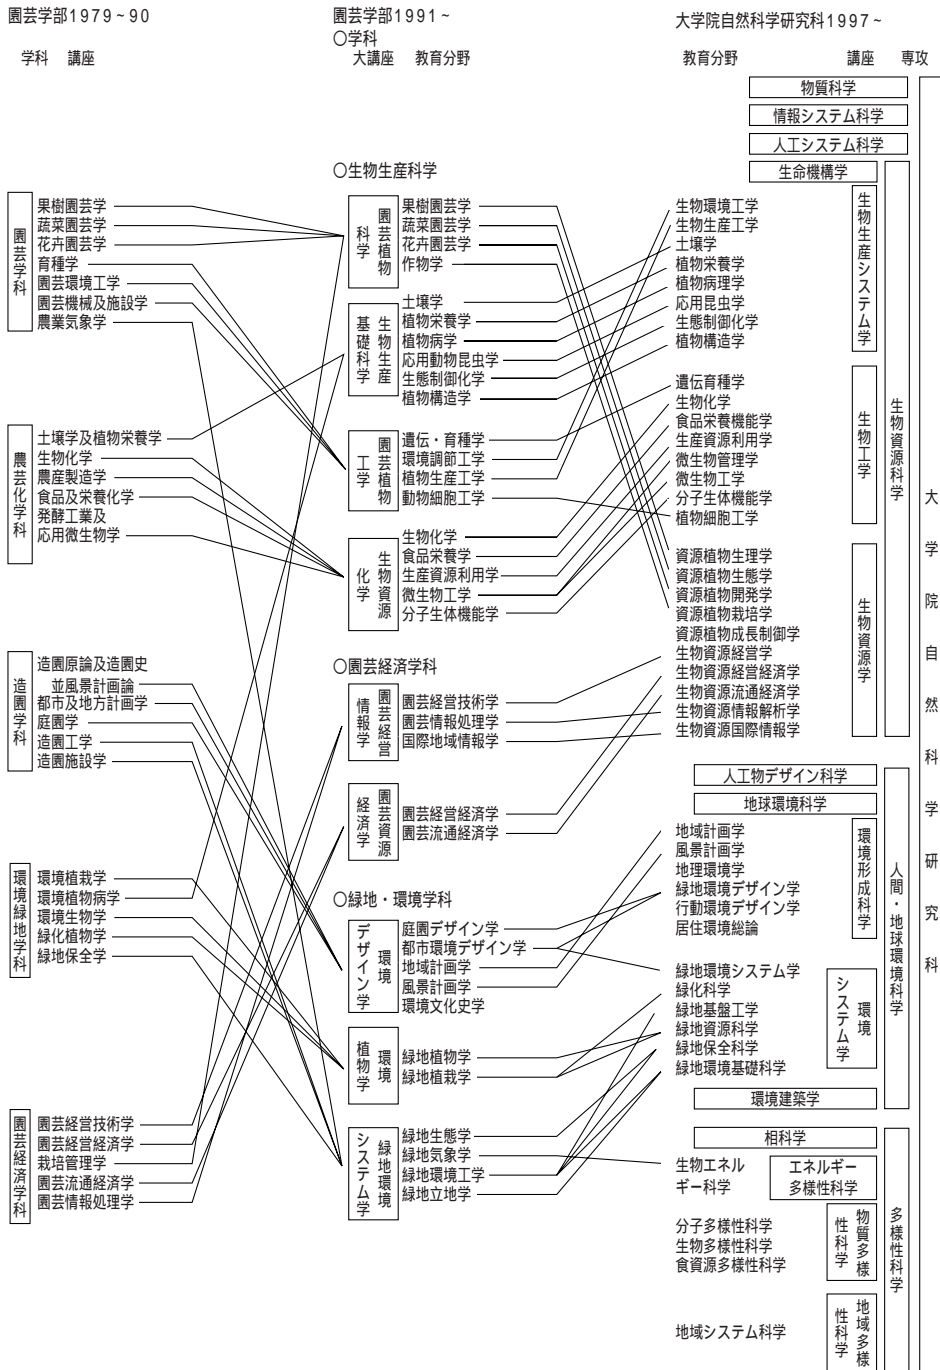 園芸学部1979～90
学科 講座
園芸学科
果樹園芸学
蔬菜園芸学
花卉園芸学
育種学
園芸環境工学
園芸機械及施設学
農業気象学
農芸化学科
土壌学及植物栄養学
生物化学
農産製造学
食品及栄養化学
発酵工業及
応用微生物学
造園学科
造園原論及造園史
並風景計画論
都市及地方計画学
庭園学
造園工学
造園施設学
環境緑地学科
環境植栽学
環境植物病学
環境生物学
緑化植物学
緑地保全学
園芸経済学科
園芸経営技術学
園芸経営経済学
栽培管理学
園芸流通経済学
園芸情報処理学
園芸学部1991～
〇学科
大講座 教育分野
〇生物生産科学
園芸植物
科学
果樹園芸学
蔬菜園芸学
花卉園芸学
作物学
生物生産
基礎科学
土壌学
植物栄養学
植物病学
応用動物昆虫学
生態制御化学
植物構造学
園芸植物
工学
遺伝・育種学
環境調節工学
植物生産工学
動物細胞工学
生物資源
化学
生物化学
食品栄養学
生産資源利用学
微生物工学
分子生体機能学
〇園芸経済学科
園芸経営
情報学
園芸経営技術学
園芸情報処理学
国際地域情報学
園芸資源
経済学
園芸経営経済学
園芸流通経済学
〇緑地・環境学科
環境
デザイン学
庭園デザイン学
都市環境デザイン学
地域計画学
風景計画学
環境文化史学
環境
植物学
緑地植物学
緑地植栽学
緑地環境
システム学
緑地生態学
緑地気象学
緑地環境工学
緑地立地学
大学院自然科学研究科1997～
教育分野 講座 専攻
物質科学
情報システム科学
人工システム科学
生命機構学
生物環境工学
生物生産工学
土壌学
植物栄養学
植物病理学
応用昆虫学
生態制御化学
植物構造学
生物生産システム学
遺伝育種学
生物化学
食品栄養機能学
生産資源利用学
微生物管理学
微生物工学
分子生体機能学
植物細胞工学
生物工学
資源植物生理学
資源植物生態学
資源植物開発学
資源植物栽培学
資源植物成長制御学
生物資源経営学
生物資源経営経済学
生物資源流通経済学
生物資源情報解析学
生物資源国際情報学
生物資源学
生物資源科学
人工物デザイン科学
地球環境科学
地域計画学
風景計画学
地理環境学
緑地環境デザイン学
行動環境デザイン学
居住環境総論
環境形成科学
緑地環境システム学
緑化科学
緑地基盤工学
緑地資源科学
緑地保全科学
緑地環境基礎科学
環境
システム学
環境建築学
人間・地球環境科学
相科学
生物エネル
ギー科学
エネルギー
多様性科学
分子多様性科学
生物多様性科学
食資源多様性科学
物質多様
性科学
地域システム科学
地域多様
性科学
多様性科学
大学院自然科学研究科